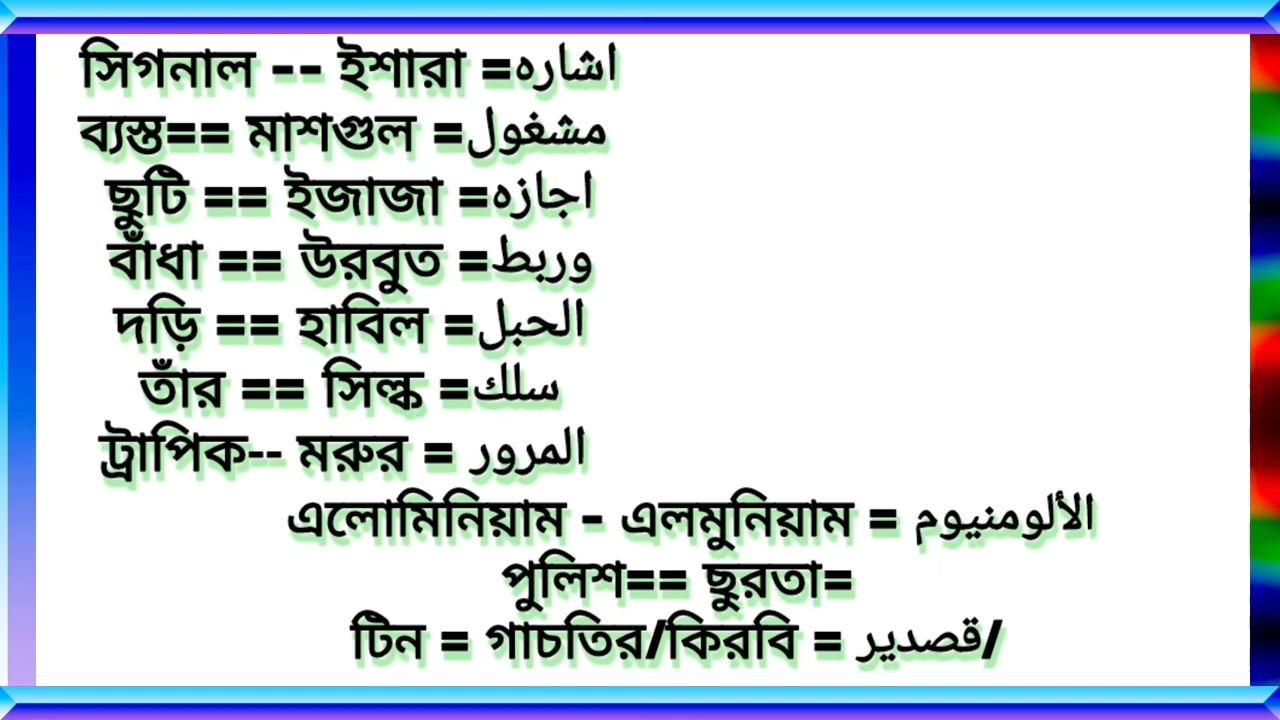 সিগনাল -- ইশারা =اشاره
ব্যস্ত== মাশগুল =مشغول
ছুটি == ইজাজা =اجازه
বাঁধা == উরবুত =وربط
দড়ি == হাবিল =الحبل
তাঁর == সিল্ক =سلك
ট্রাপিক-- মরুর = المرور
এলোমিনিয়াম - এলমুনিয়াম = الألومنيوم
পুলিশ== ছুরতা=
টিন = গাচতির/কিরবি = قصدير/